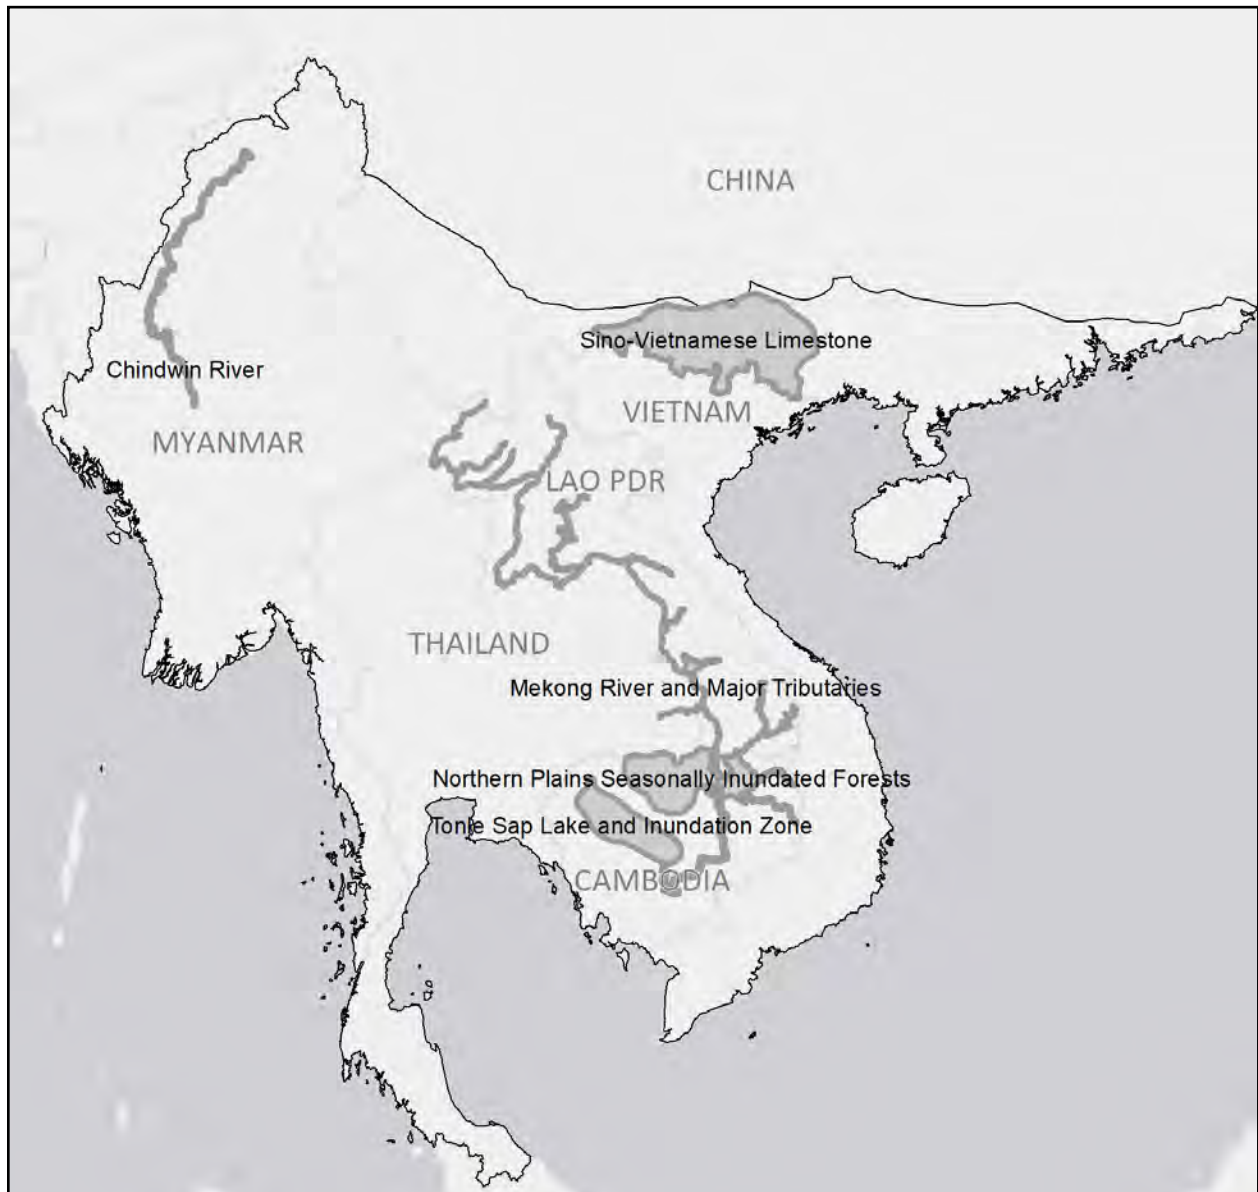 CHINA
Sino-Vietnamese Limestone
Chindwin River
VIETNAM
MYANMAR
LAO PDR
THAILAND
Mekong River and Major Tributaries
Northern Plains Seasonally Inundated Forests
Tonle Sap Lake and Inundation Zone
CAMBODIA